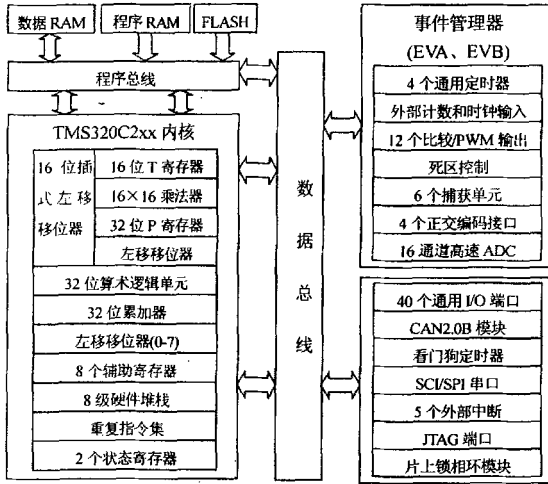 数据RAM
程序RAM
FLASH
程序总线
TMS320C2xx 内核
16 位插
式左移
移位器
16 位 T 寄存器
16×16 乘法器
32 位 P 寄存器
左移移位器
32 位算术逻辑单元
32 位累加器
左移移位器(0-7)
8 个辅助寄存器
8 级硬件堆栈
重复指令集
2 个状态寄存器
数
据
总
线
事件管理器
(EVA、EVB)
4 个通用定时器
外部计数和时钟输入
12 个比较/PWM 输出
死区控制
6 个捕获单元
4 个正交编码接口
16 通道高速 ADC
40 个通用 I/O 端口
CAN2.0B 模块
看门狗定时器
SCI/SPI 串口
5 个外部中断
JTAG 端口
片上锁相环模块